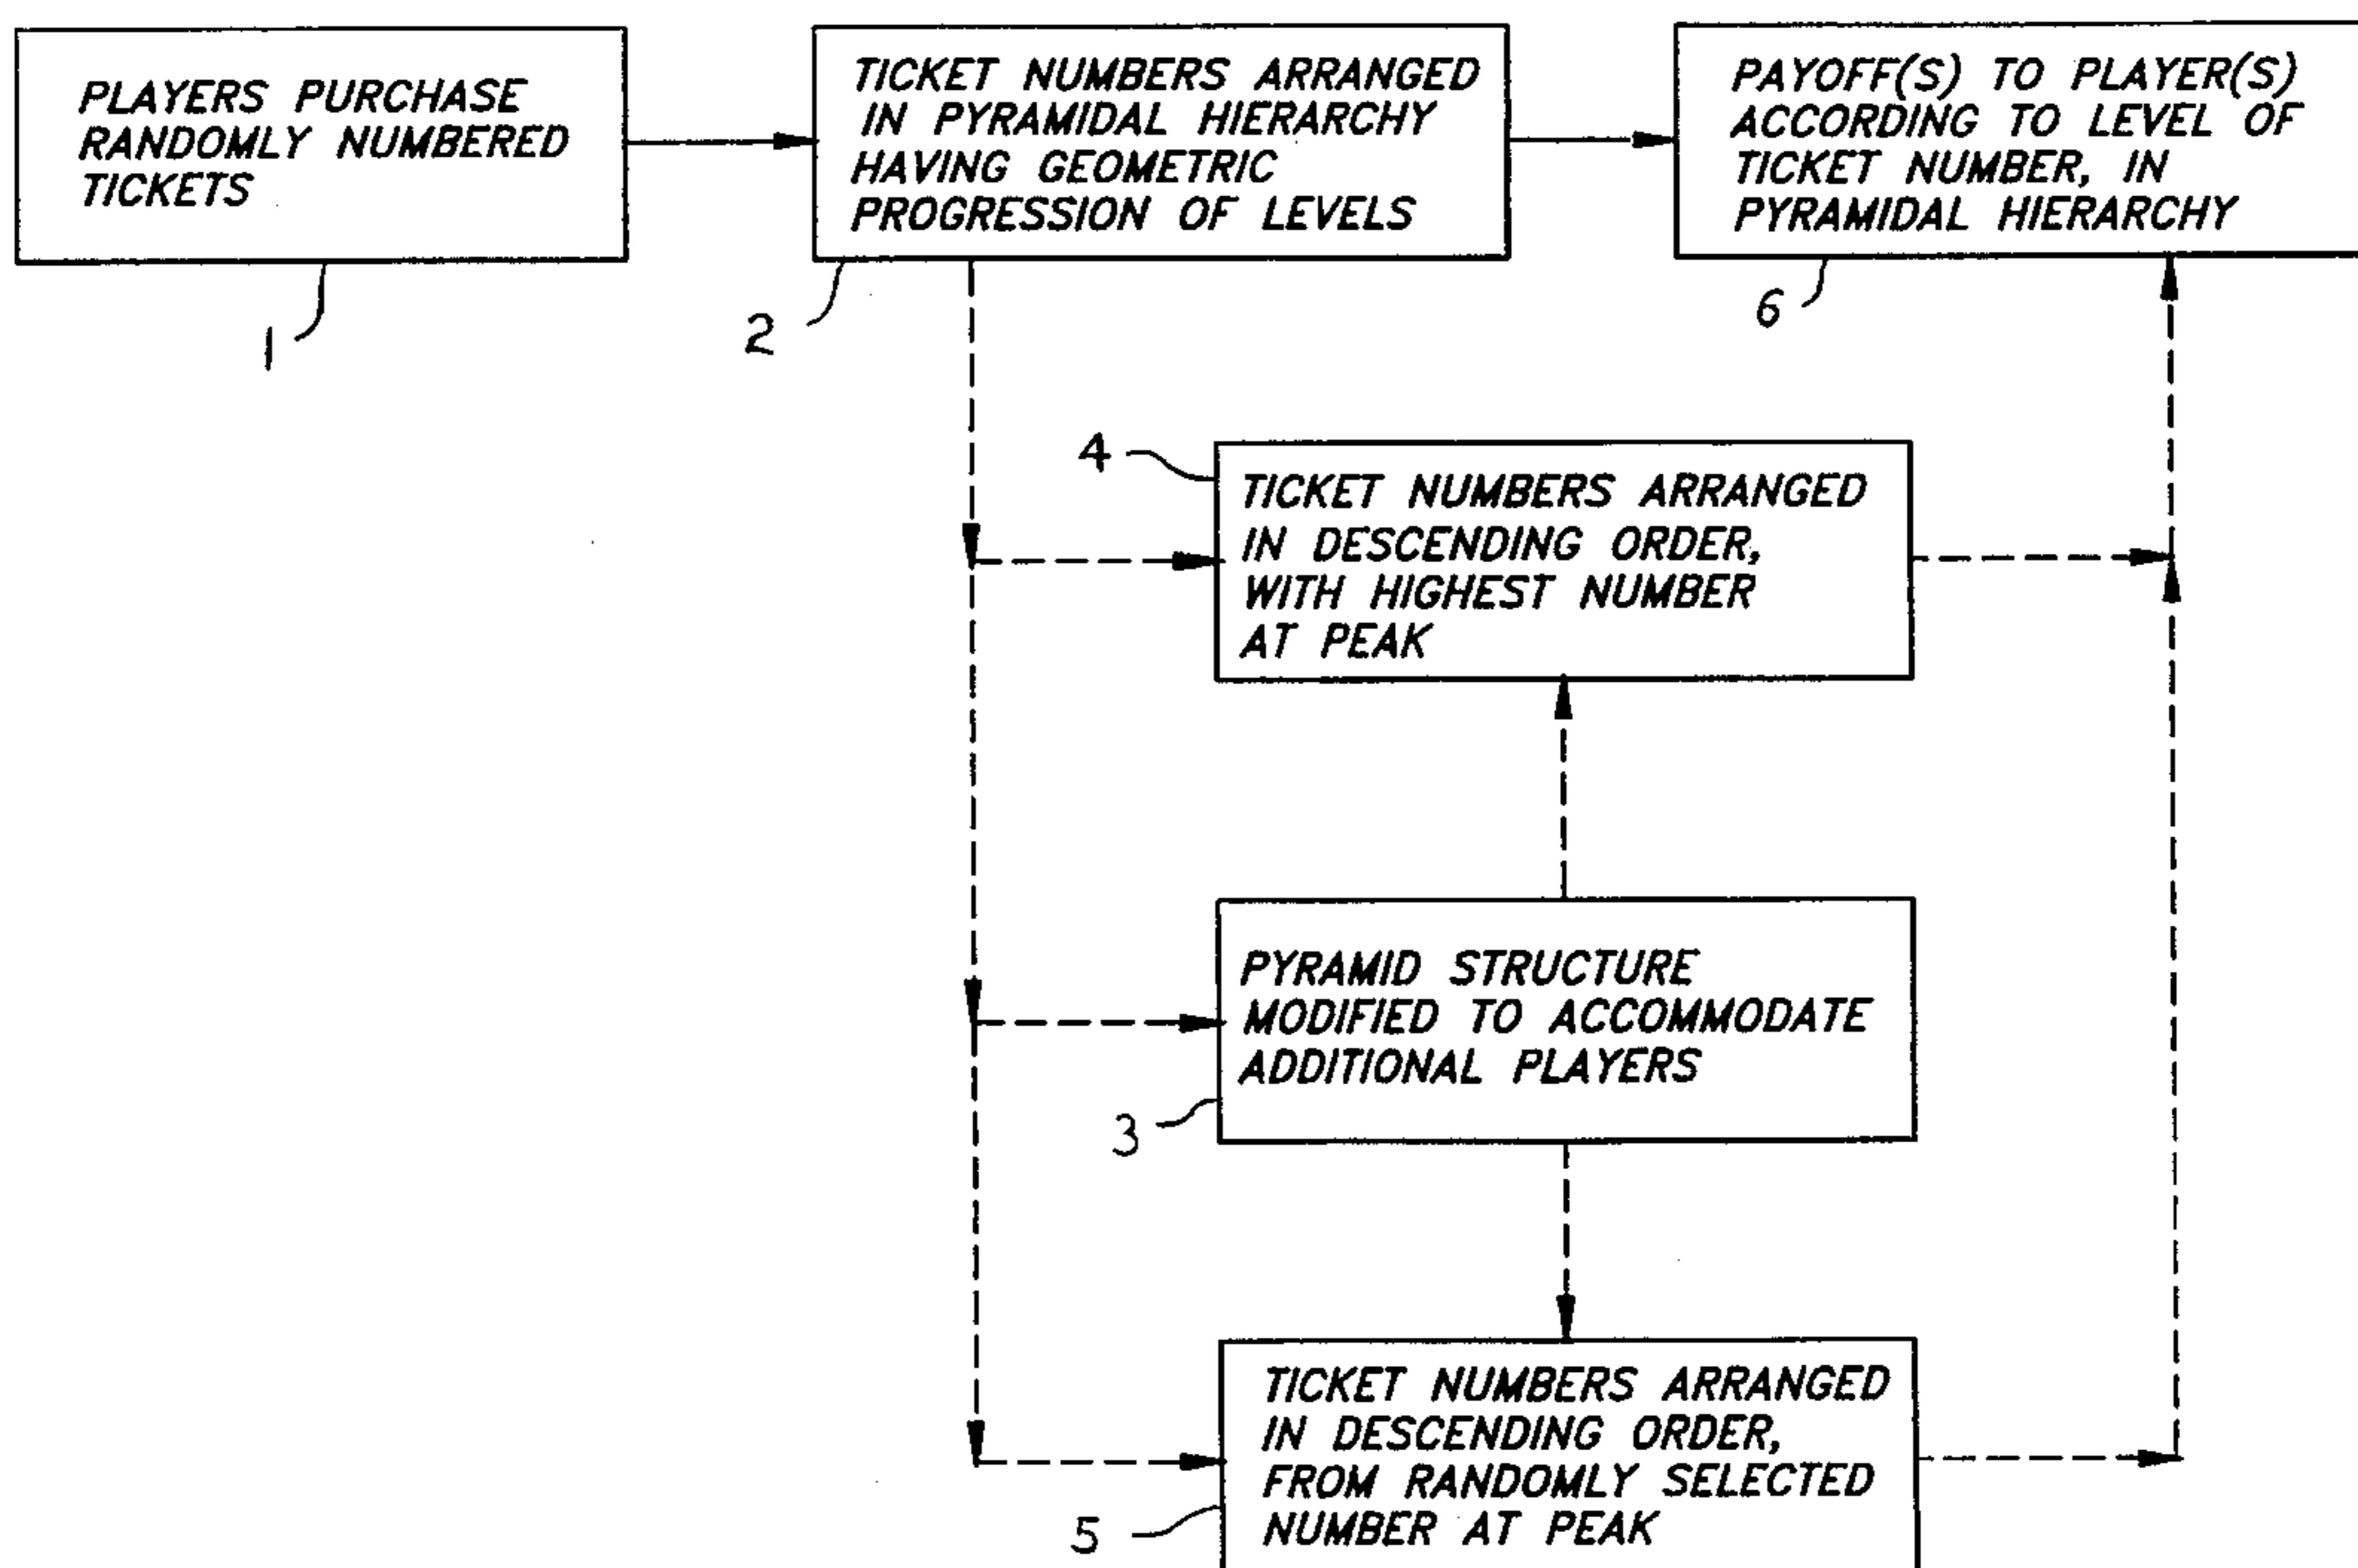 PLAYERS PURCHASE
RANDOMLY NUMBERED
TICKETS
1
TICKET NUMBERS ARRANGED
IN PYRAMIDAL HIERARCHY
HAVING GEOMETRIC
PROGRESSION OF LEVELS
2
PAYOFF(S) TO PLAYER(S)
ACCORDING TO LEVEL OF
TICKET NUMBER, IN
PYRAMIDAL HIERARCHY
6
4
TICKET NUMBERS ARRANGED
IN DESCENDING ORDER,
WITH HIGHEST NUMBER
AT PEAK
PYRAMID STRUCTURE
MODIFIED TO ACCOMMODATE
ADDITIONAL PLAYERS
3
TICKET NUMBERS ARRANGED
IN DESCENDING ORDER,
FROM RANDOMLY SELECTED
NUMBER AT PEAK
5